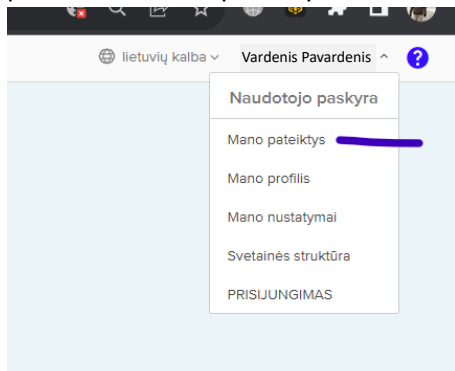 lietuvių kalba Vardenis Pavardenis ?
Naudotojo paskyra
Mano pateiktys
Mano profilis
Mano nustatymai
Svetainės struktūra
PRISIJUNGIMAS